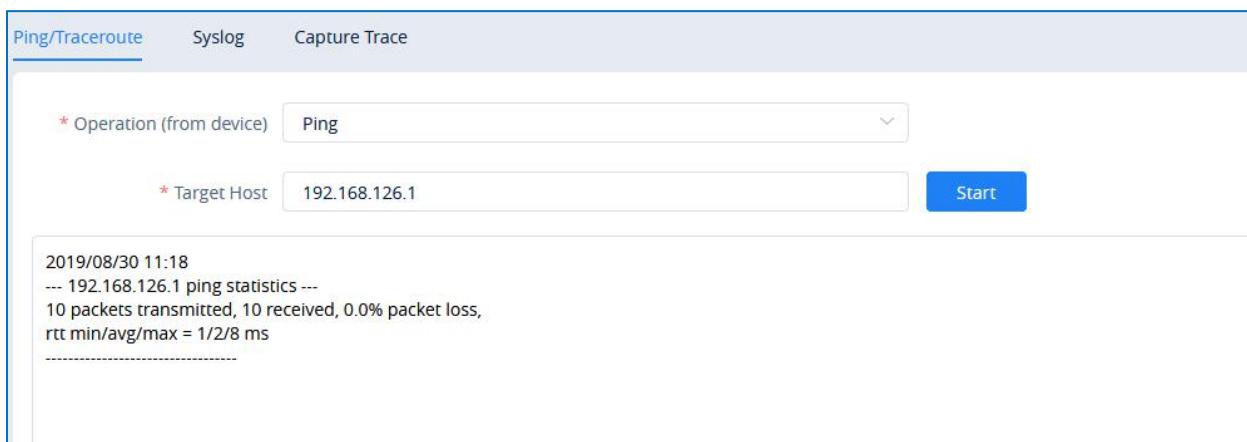 Ping/Traceroute Syslog Capture Trace
* Operation (from device) Ping
* Target Host 192.168.126.1 Start
2019/08/30 11:18
--- 192.168.126.1 ping statistics ---
10 packets transmitted, 10 received, 0.0% packet loss,
rtt min/avg/max = 1/2/8 ms
----------------------------------